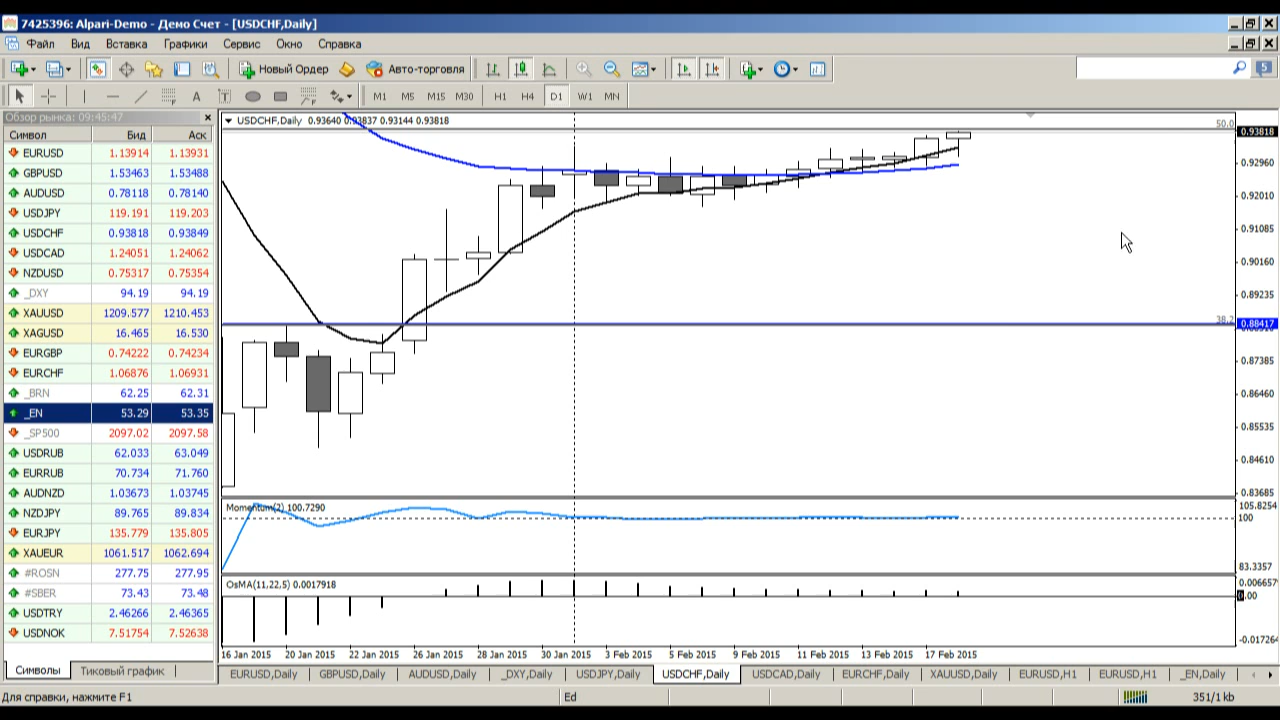 7425396: Alpari-Demo - Демо Счет - [USDCHF,Daily]
Файл Вид Вставка Графики Сервис Окно Справка
Новый Ордер Авто-торговля 5
A T M1 M5 M15 M30 H1 H4 D1 W1 MN
Обзор рынка: 09:45:47
Символ Бид Аск
EURUSD 1.13914 1.13931
GBPUSD 1.53463 1.53488
AUDUSD 0.78118 0.78140
USDJPY 119.191 119.203
USDCHF 0.93818 0.93849
USDCAD 1.24051 1.24062
NZDUSD 0.75317 0.75354
_DXY 94.19 94.19
XAUUSD 1209.577 1210.453
XAGUSD 16.465 16.530
EURGBP 0.74222 0.74234
EURCHF 1.06876 1.06931
_BRN 62.25 62.31
_EN 53.29 53.35
_SP500 2097.02 2097.58
USDRUB 62.033 63.049
EURRUB 70.734 71.760
AUDNZD 1.03673 1.03745
NZDJPY 89.765 89.834
EURJPY 135.779 135.805
XAUEUR 1061.517 1062.694
#ROSN 277.75 277.95
#SBER 73.43 73.48
USDTRY 2.46266 2.46365
USDNOK 7.51754 7.52638
Символы Тиковый график
USDCHF,Daily 0.93640 0.93837 0.93144 0.93818
50.0
0.93818
0.92960
0.92010
0.91085
0.90160
0.89235
38.2
0.88417
0.87385
0.86460
0.85535
0.84610
0.83685
Momentum(2) 100.7290
105.8254
100
83.3357
OsMA(11,22,5) 0.0017918
0.006657
0.00
-0.017264
16 Jan 2015 20 Jan 2015 22 Jan 2015 26 Jan 2015 28 Jan 2015 30 Jan 2015 3 Feb 2015 5 Feb 2015 9 Feb 2015 11 Feb 2015 13 Feb 2015 17 Feb 2015
EURUSD,Daily GBPUSD,Daily AUDUSD,Daily _DXY,Daily USDJPY,Daily USDCHF,Daily USDCAD,Daily EURCHF,Daily XAUUSD,Daily EURUSD,H1 EURUSD,H1 _EN,Daily
Для справки, нажмите F1 Ed 351/1 kb